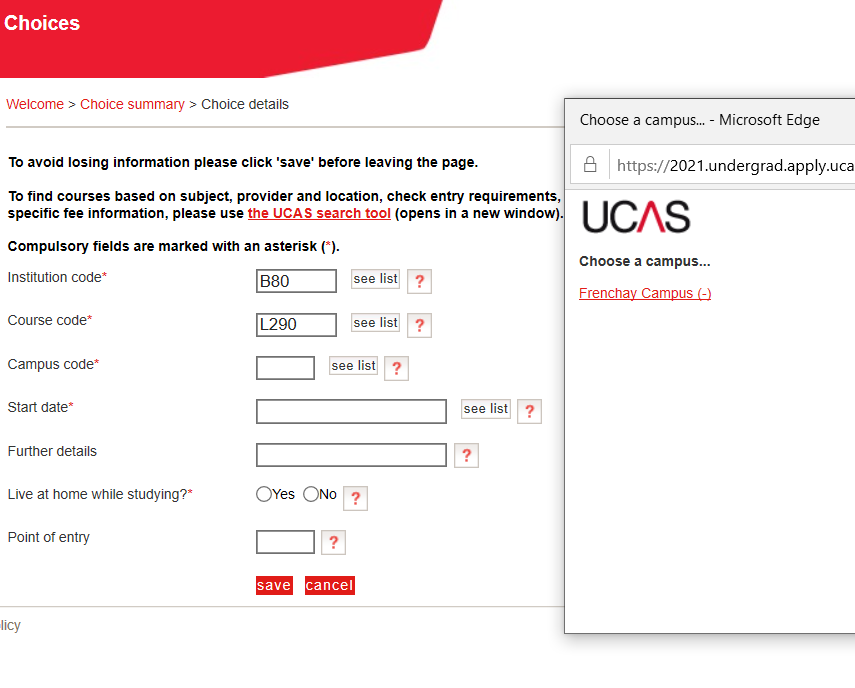 Choices
Welcome > Choice summary > Choice details
To avoid losing information please click 'save' before leaving the page.
To find courses based on subject, provider and location, check entry requirements,
specific fee information, please use the UCAS search tool (opens in a new window).
Compulsory fields are marked with an asterisk (*).
Institution code* B80 see list ?
Course code* L290 see list ?
Campus code* see list ?
Start date* see list ?
Further details ?
Live at home while studying?* Yes No ?
Point of entry ?
save cancel
licy
Choose a campus... - Microsoft Edge
https://2021.undergrad.apply.uca
UCAS
Choose a campus...
Frenchay Campus (-)